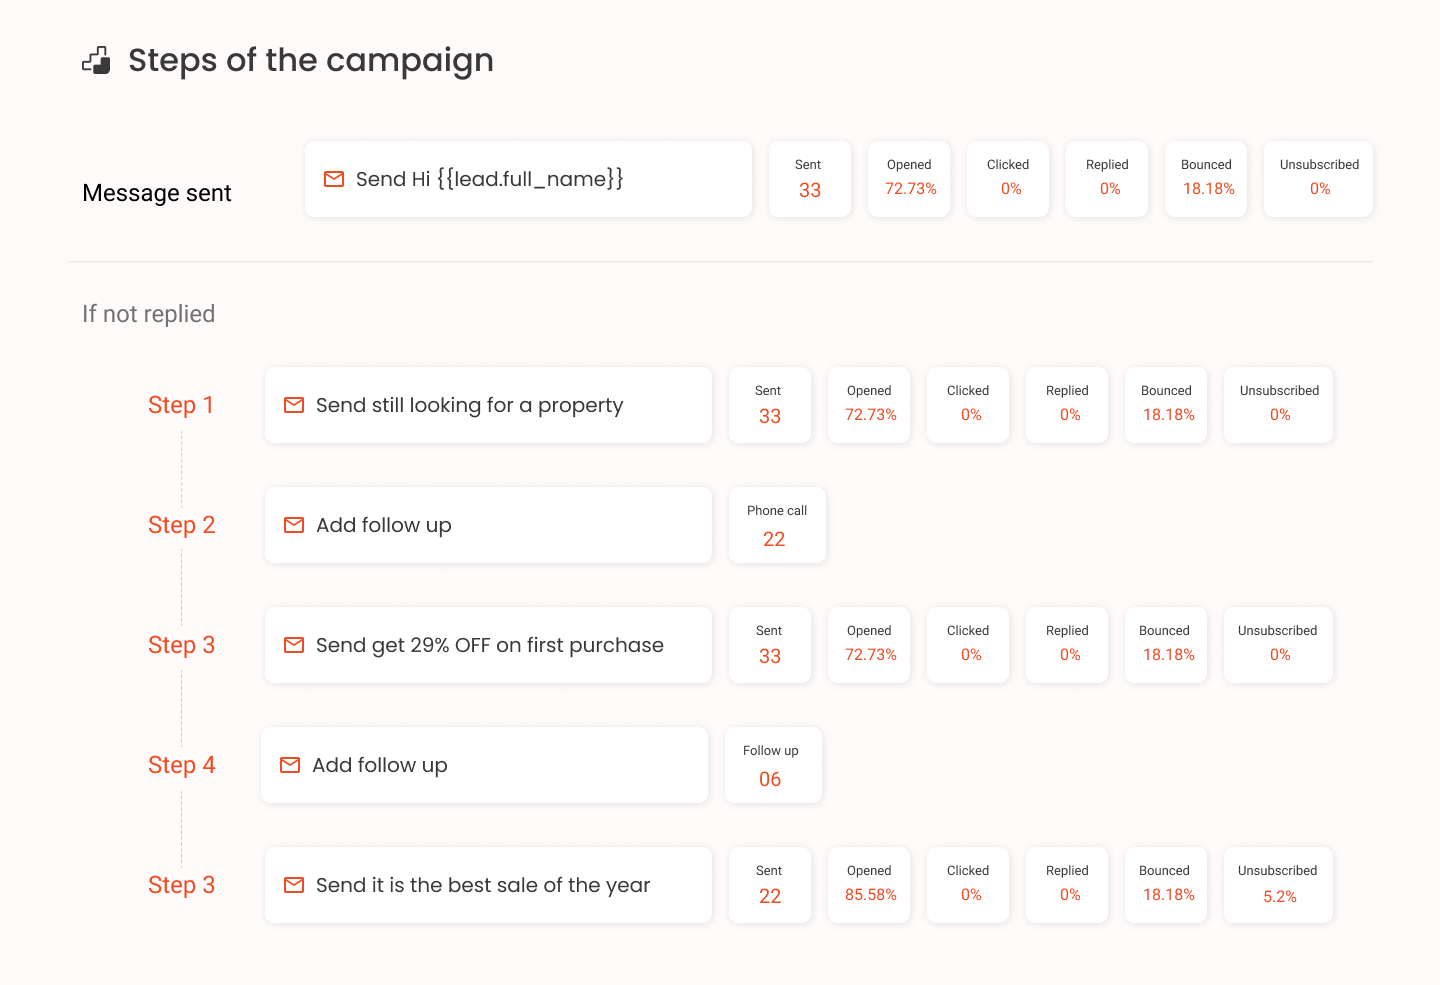 Steps of the campaign
Message sent
Send Hi {{lead.full_name}}
Sent Opened Clicked Replied Bounced Unsubscribed
33 72.73% 0% 0% 18.18% 0%
If not replied
Step 1
Send still looking for a property
Sent Opened Clicked Replied Bounced Unsubscribed
33 72.73% 0% 0% 18.18% 0%
Step 2
Add follow up
Phone call
22
Step 3
Send get 29% OFF on first purchase
Sent Opened Clicked Replied Bounced Unsubscribed
33 72.73% 0% 0% 18.18% 0%
Step 4
Add follow up
Follow up
06
Step 3
Send it is the best sale of the year
Sent Opened Clicked Replied Bounced Unsubscribed
22 85.58% 0% 0% 18.18% 5.2%